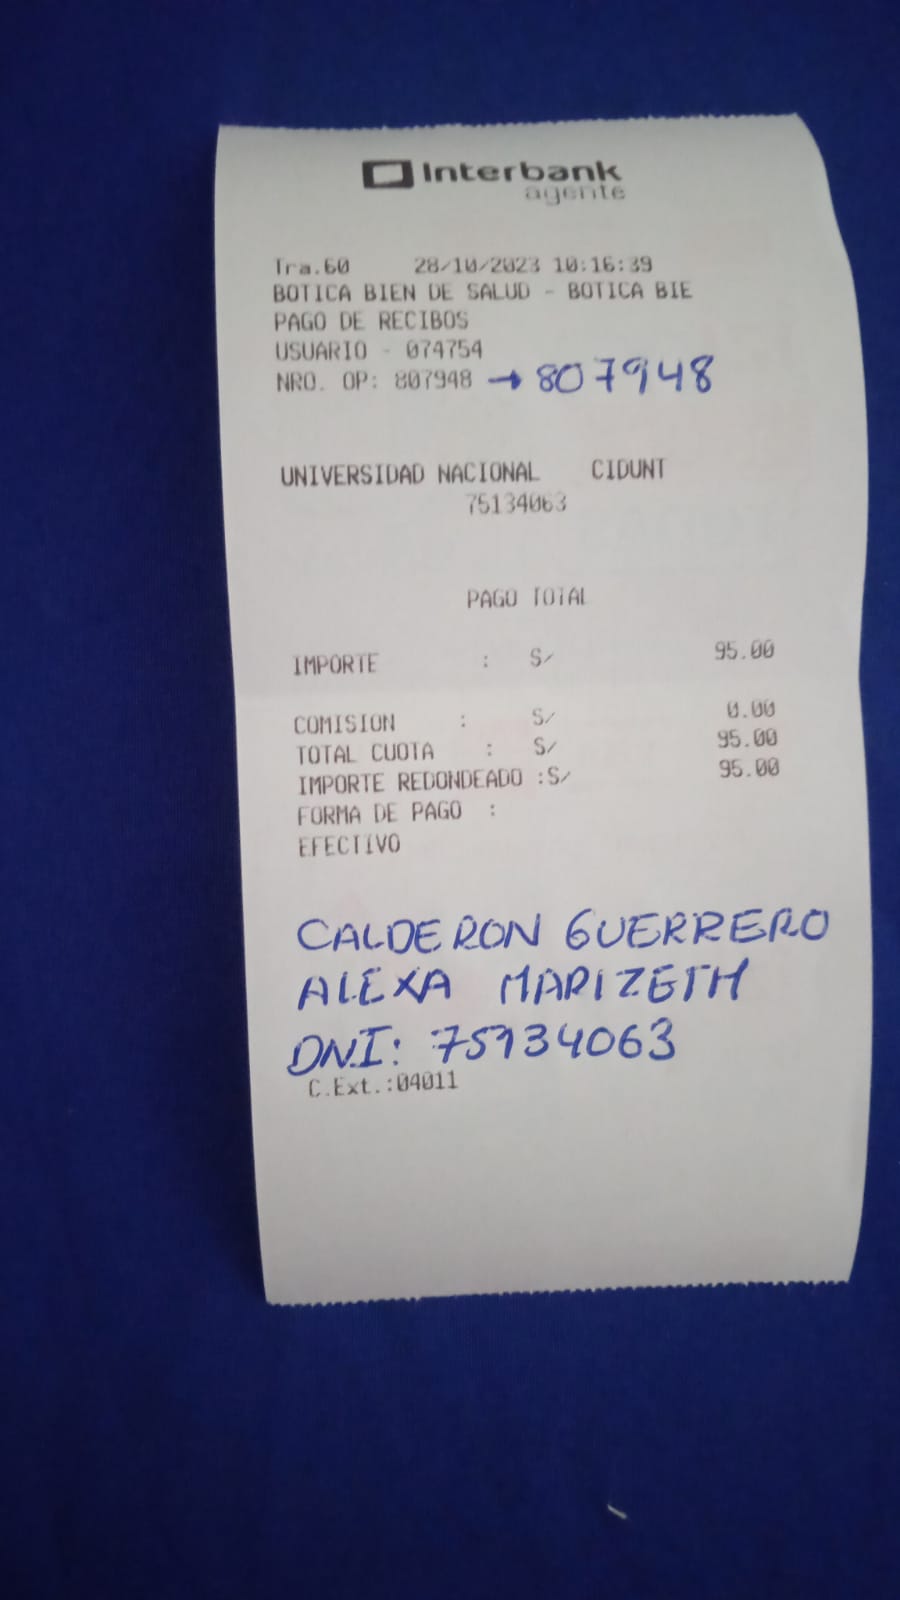 Interbank
agente
Tra.60 28/10/2023 10:16:39
BOTICA BIEN DE SALUD - BOTICA BIE
PAGO DE RECIBOS
USUARIO - 074754
NRO. OP: 807948 → 807948
UNIVERSIDAD NACIONAL CIDUNT
75134063
PAGO TOTAL
IMPORTE : S/ 95.00
COMISION : S/ 0.00
TOTAL CUOTA : S/ 95.00
IMPORTE REDONDEADO :S/ 95.00
FORMA DE PAGO :
EFECTIVO
CALDERON GUERRERO
ALEXA MARIZETH
DNI: 75134063
C.Ext.:04011